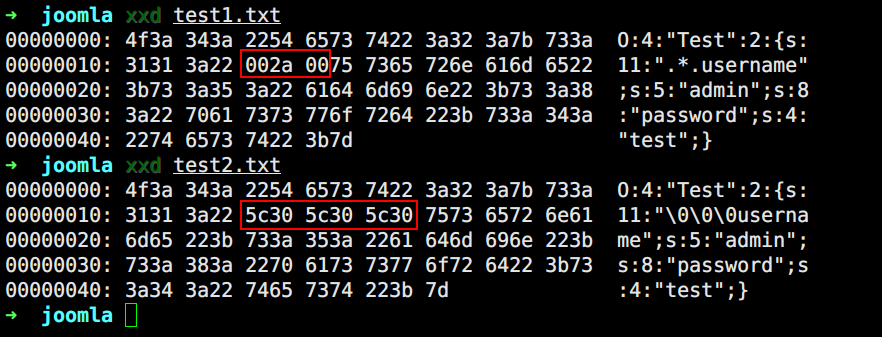 ➜ joomla xxd test1.txt
00000000: 4f3a 343a 2254 6573 7422 3a32 3a7b 733a O:4:"Test":2:{s:
00000010: 3131 3a22 002a 0075 7365 726e 616d 6522 11:".*.username"
00000020: 3b73 3a35 3a22 6164 6d69 6e22 3b73 3a38 ;s:5:"admin";s:8
00000030: 3a22 7061 7373 776f 7264 223b 733a 343a :"password";s:4:
00000040: 2274 6573 7422 3b7d "test";}
➜ joomla xxd test2.txt
00000000: 4f3a 343a 2254 6573 7422 3a32 3a7b 733a O:4:"Test":2:{s:
00000010: 3131 3a22 5c30 5c30 5c30 7573 6572 6e61 11:"\0\0\0userna
00000020: 6d65 223b 733a 353a 2261 646d 696e 223b me";s:5:"admin";
00000030: 733a 383a 2270 6173 7377 6f72 6422 3b73 s:8:"password";s
00000040: 3a34 3a22 7465 7374 223b 7d :4:"test";}
➜ joomla